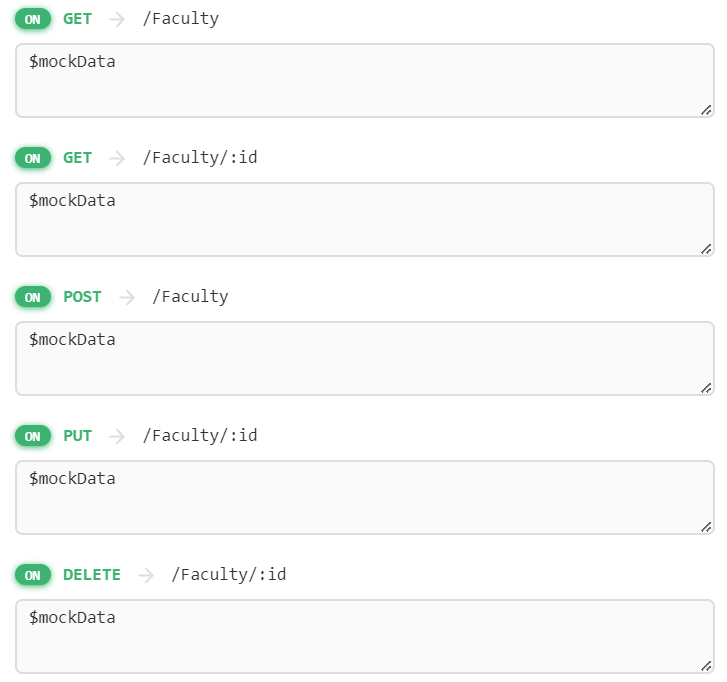 ON GET → /Faculty
$mockData
ON GET → /Faculty/:id
$mockData
ON POST → /Faculty
$mockData
ON PUT → /Faculty/:id
$mockData
ON DELETE → /Faculty/:id
$mockData